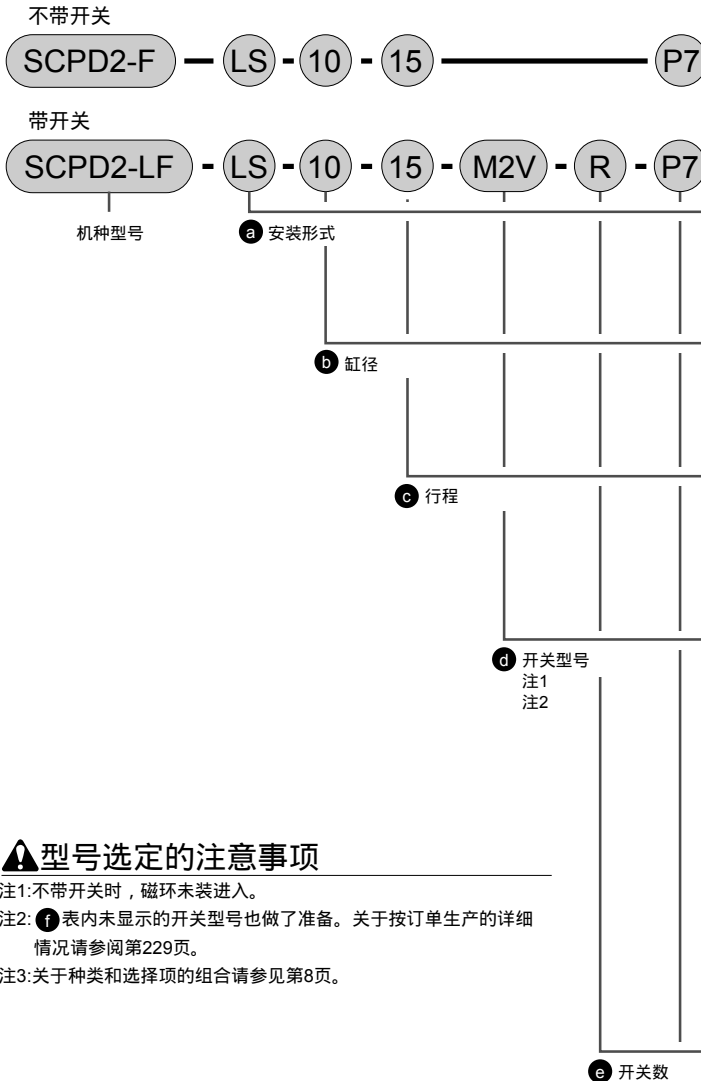 不带开关
SCPD2-F — LS - 10 - 15 — P7
带开关
SCPD2-LF - LS - 10 - 15 - M2V - R - P7
机种型号
a 安装形式
b 缸径
c 行程
d 开关型号
注1
注2
型号选定的注意事项
注1:不带开关时，磁环未装进入。
注2: f 表内未显示的开关型号也做了准备。关于按订单生产的详细
情况请参阅第229页。
注3:关于种类和选择项的组合请参见第8页。
e 开关数